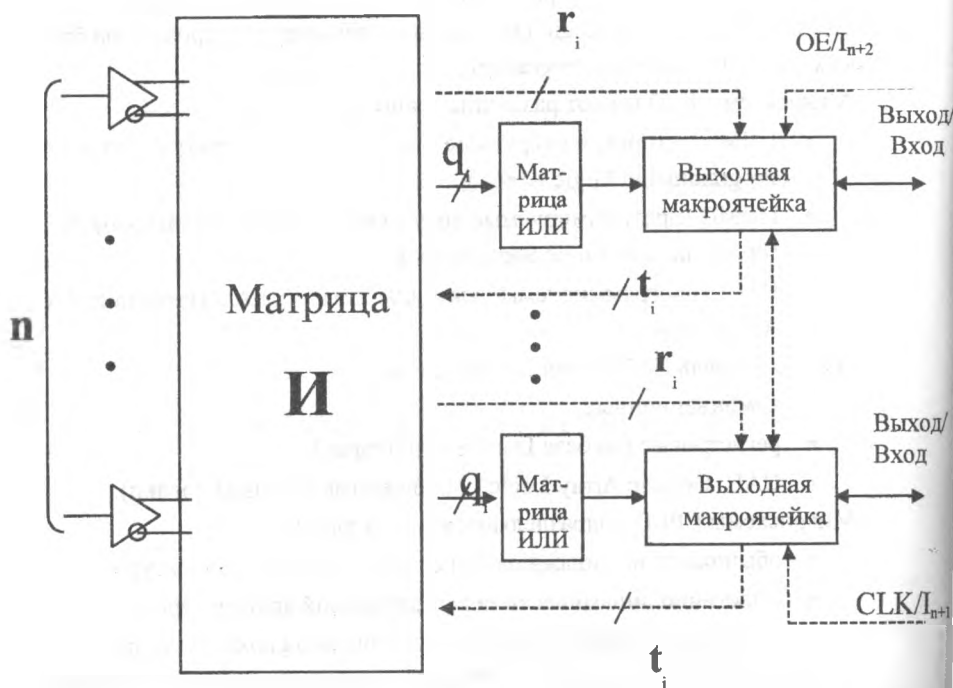 r i
OE/I n+2
Выход/
Вход
q i
Мат-
рица
ИЛИ
Выходная
макроячейка
n
Матрица
И
t i
r i
Выход/
Вход
q i
Мат-
рица
ИЛИ
Выходная
макроячейка
CLK/I n+1
t i